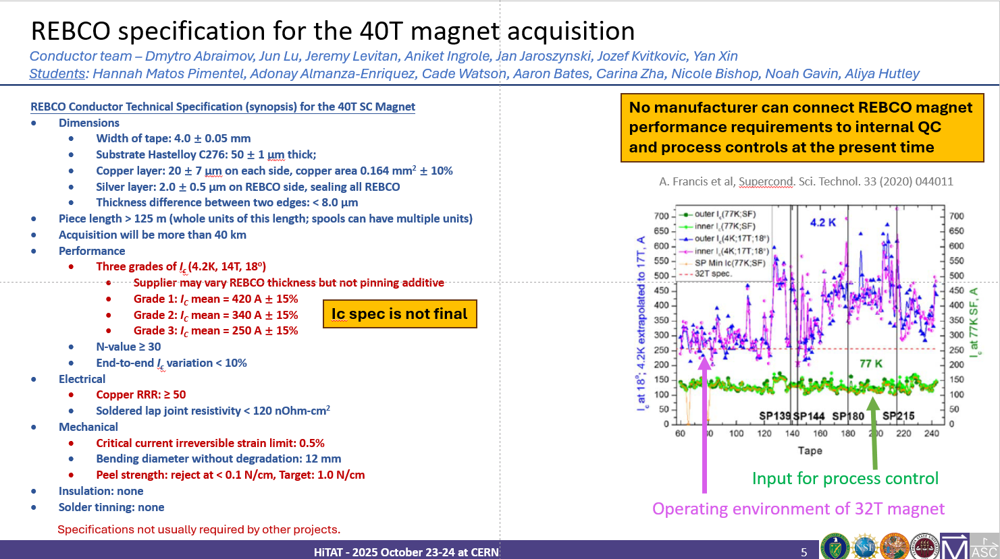 REBCO specification for the 40T magnet acquisition
Conductor team – Dmytro Abraimov, Jun Lu, Jeremy Levitan, Aniket Ingrole, Jan Jaroszynski, Jozef Kvitkovic, Yan Xin
Students: Hannah Matos Pimentel, Adonay Almanza-Enriquez, Cade Watson, Aaron Bates, Carina Zha, Nicole Bishop, Noah Gavin, Aliya Hutley
REBCO Conductor Technical Specification (synopsis) for the 40T SC Magnet
• Dimensions
• Width of tape: 4.0 ± 0.05 mm
• Substrate Hastelloy C276: 50 ± 1 µm thick;
• Copper layer: 20 ± 7 µm on each side, copper area 0.164 mm² ± 10%
• Silver layer: 2.0 ± 0.5 µm on REBCO side, sealing all REBCO
• Thickness difference between two edges: < 8.0 µm
• Piece length > 125 m (whole units of this length; spools can have multiple units)
• Acquisition will be more than 40 km
• Performance
• Three grades of Ic (4.2K, 14T, 18º)
• Supplier may vary REBCO thickness but not pinning additive
• Grade 1: IC mean = 420 A ± 15%
• Grade 2: IC mean = 340 A ± 15%
• Grade 3: IC mean = 250 A ± 15%
• N-value ≥ 30
• End-to-end Ic variation < 10%
• Electrical
• Copper RRR: ≥ 50
• Soldered lap joint resistivity < 120 nOhm-cm²
• Mechanical
• Critical current irreversible strain limit: 0.5%
• Bending diameter without degradation: 12 mm
• Peel strength: reject at < 0.1 N/cm, Target: 1.0 N/cm
• Insulation: none
• Solder tinning: none
Specifications not usually required by other projects.
Ic spec is not final
No manufacturer can connect REBCO magnet
performance requirements to internal QC
and process controls at the present time
A. Francis et al, Supercond. Sci. Technol. 33 (2020) 044011
outer Ic(77K;SF)
inner Ic(77K;SF)
outer Ic(4K;17T;18º)
inner Ic(4K;17T;18º)
SP Min Ic(77K;SF)
32T spec.
4.2 K
77 K
SP139 SP144 SP180 SP215
Ic at 18º; 4.2K extrapolated to 17T, A
700
650
600
550
500
450
400
350
300
250
200
150
100
50
0
700
650
600
550
500
450
400
350
300
250
200
150
100
50
0
Ic at 77K SF, A
60 80 100 120 140 160 180 200 220 240
Tape
Input for process control
Operating environment of 32T magnet
HiTAT - 2025 October 23-24 at CERN
5
NSF
M
ASC